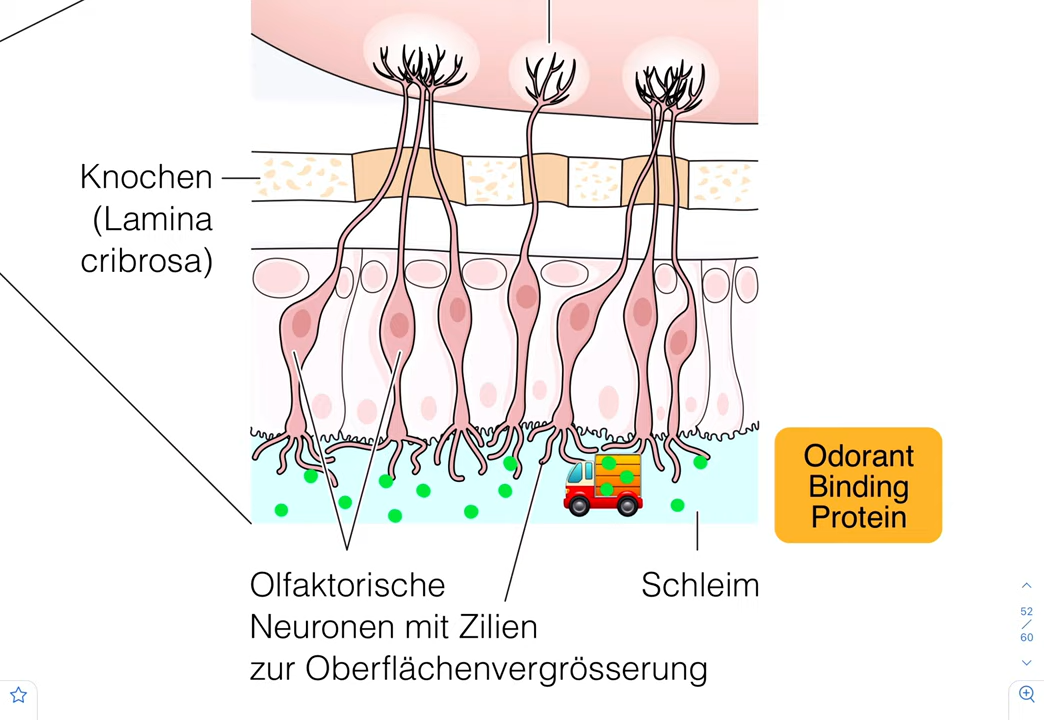 Knochen
(Lamina
cribrosa)
Odorant
Binding
Protein
Olfaktorische
Neuronen mit Zilien
zur Oberflächenvergrösserung
Schleim
52
/
60